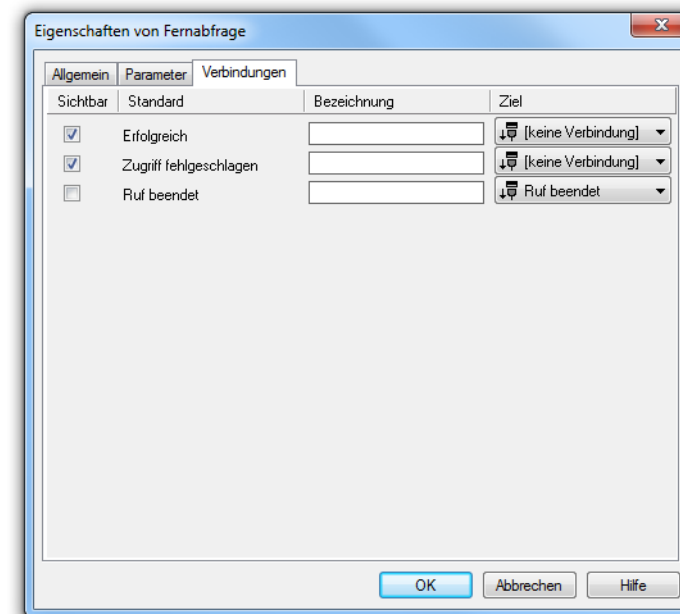 Eigenschaften von Fernabfrage
Allgemein Parameter Verbindungen
Sichtbar Standard Bezeichnung Ziel
Erfolgreich [keine Verbindung]
Zugriff fehlgeschlagen [keine Verbindung]
Ruf beendet Ruf beendet
OK Abbrechen Hilfe